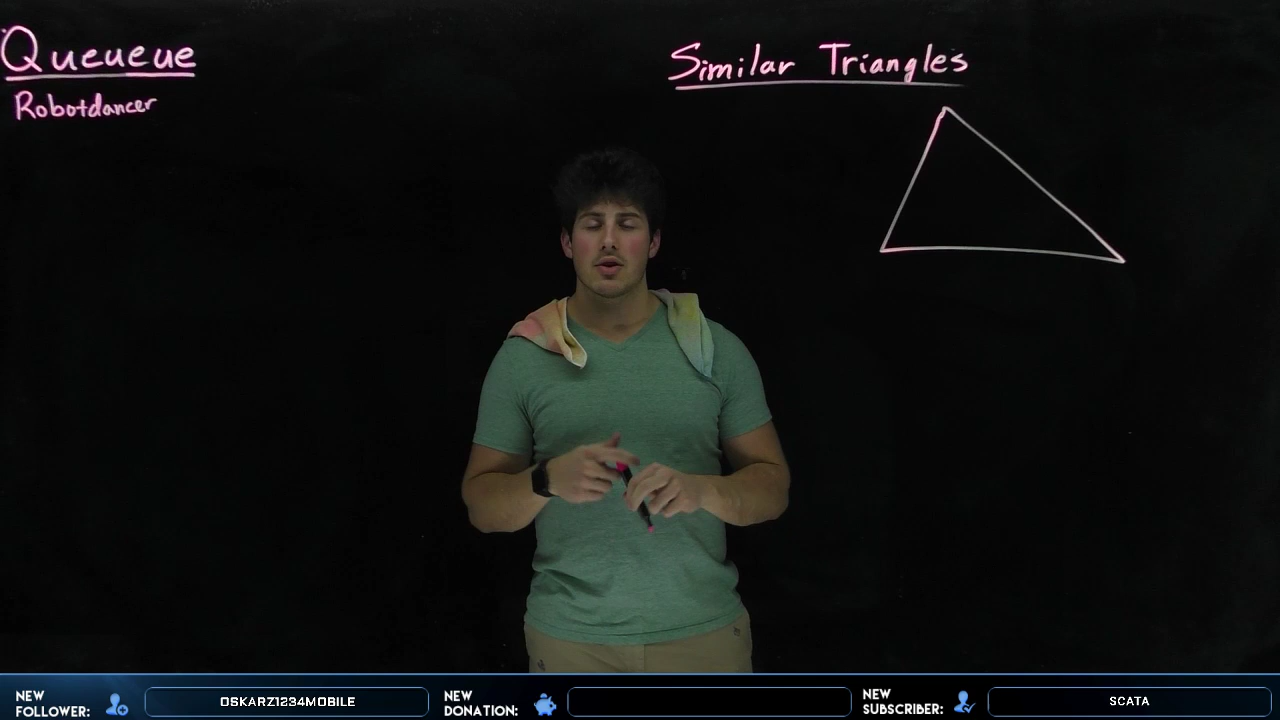 Queueue
Similar Triangles
Robotdancer
NEW FOLLOWER: OSKARZ1234MOBILE
NEW DONATION:
NEW SUBSCRIBER: SCATA